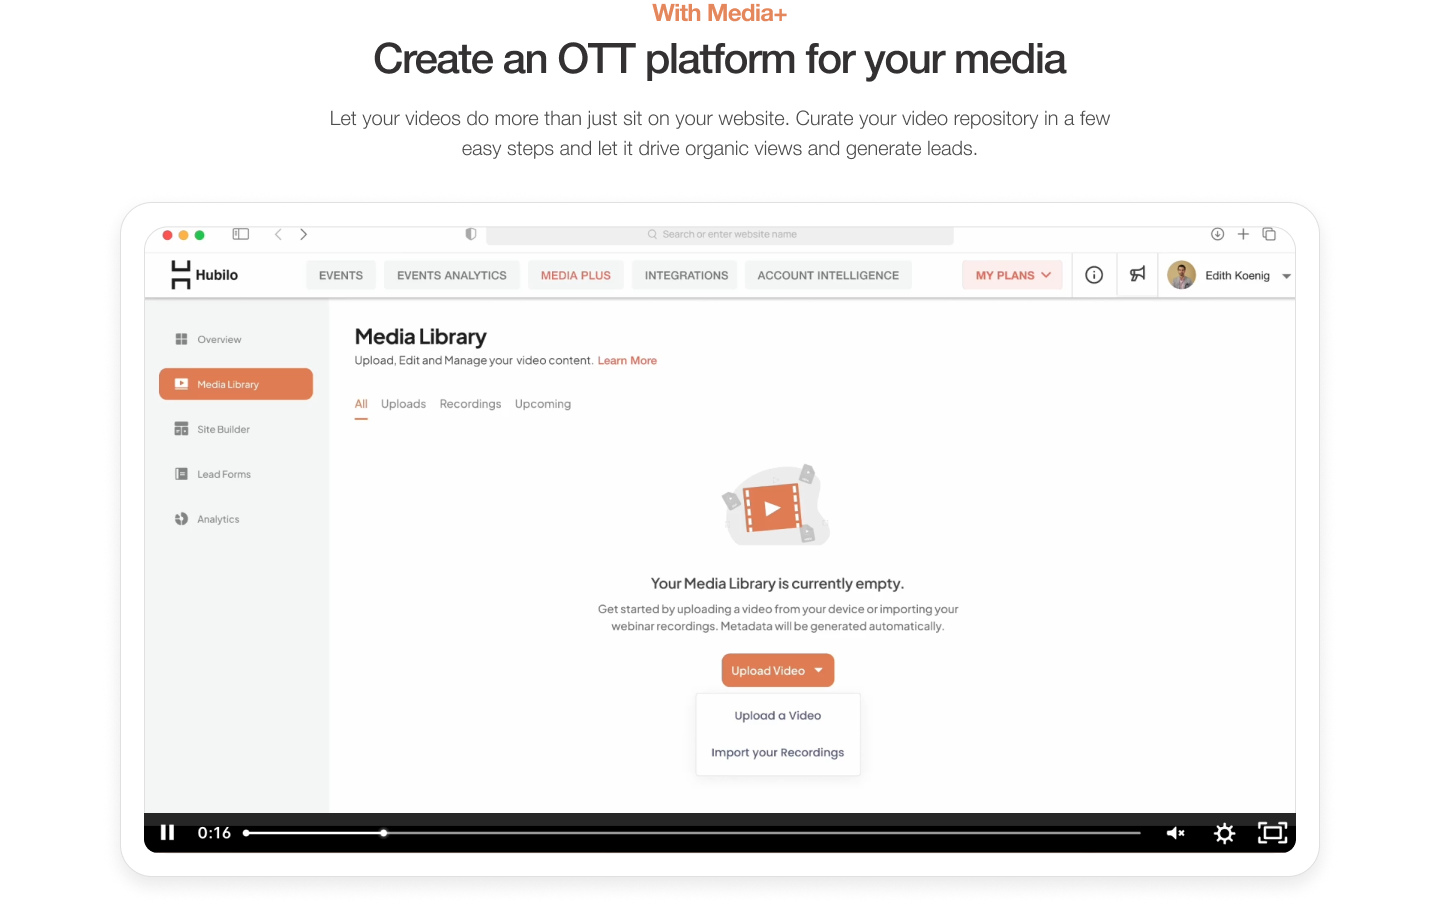 With Media+
Create an OTT platform for your media
Let your videos do more than just sit on your website. Curate your video repository in a few
easy steps and let it drive organic views and generate leads.
Search or enter website name
Hubilo
EVENTS
EVENTS ANALYTICS
MEDIA PLUS
INTEGRATIONS
ACCOUNT INTELLIGENCE
MY PLANS
Edith Koenig
Overview
Media Library
Site Builder
Lead Forms
Analytics
Media Library
Upload, Edit and Manage your video content. Learn More
All
Uploads
Recordings
Upcoming
Your Media Library is currently empty.
Get started by uploading a video from your device or importing your
webinar recordings. Metadata will be generated automatically.
Upload Video
Upload a Video
Import your Recordings
0:16